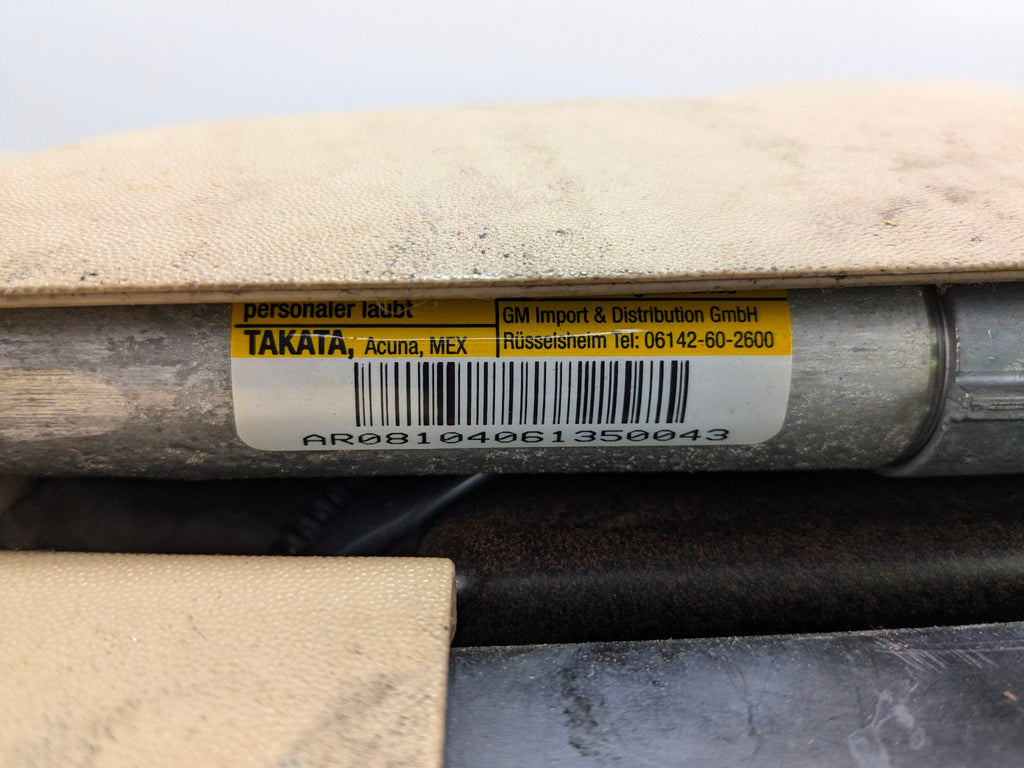 personaler laubt
TAKATA, Acuna, MEX
GM Import & Distribution GmbH
Rüsselsheim Tel: 06142-60-2600
AR08104061350043